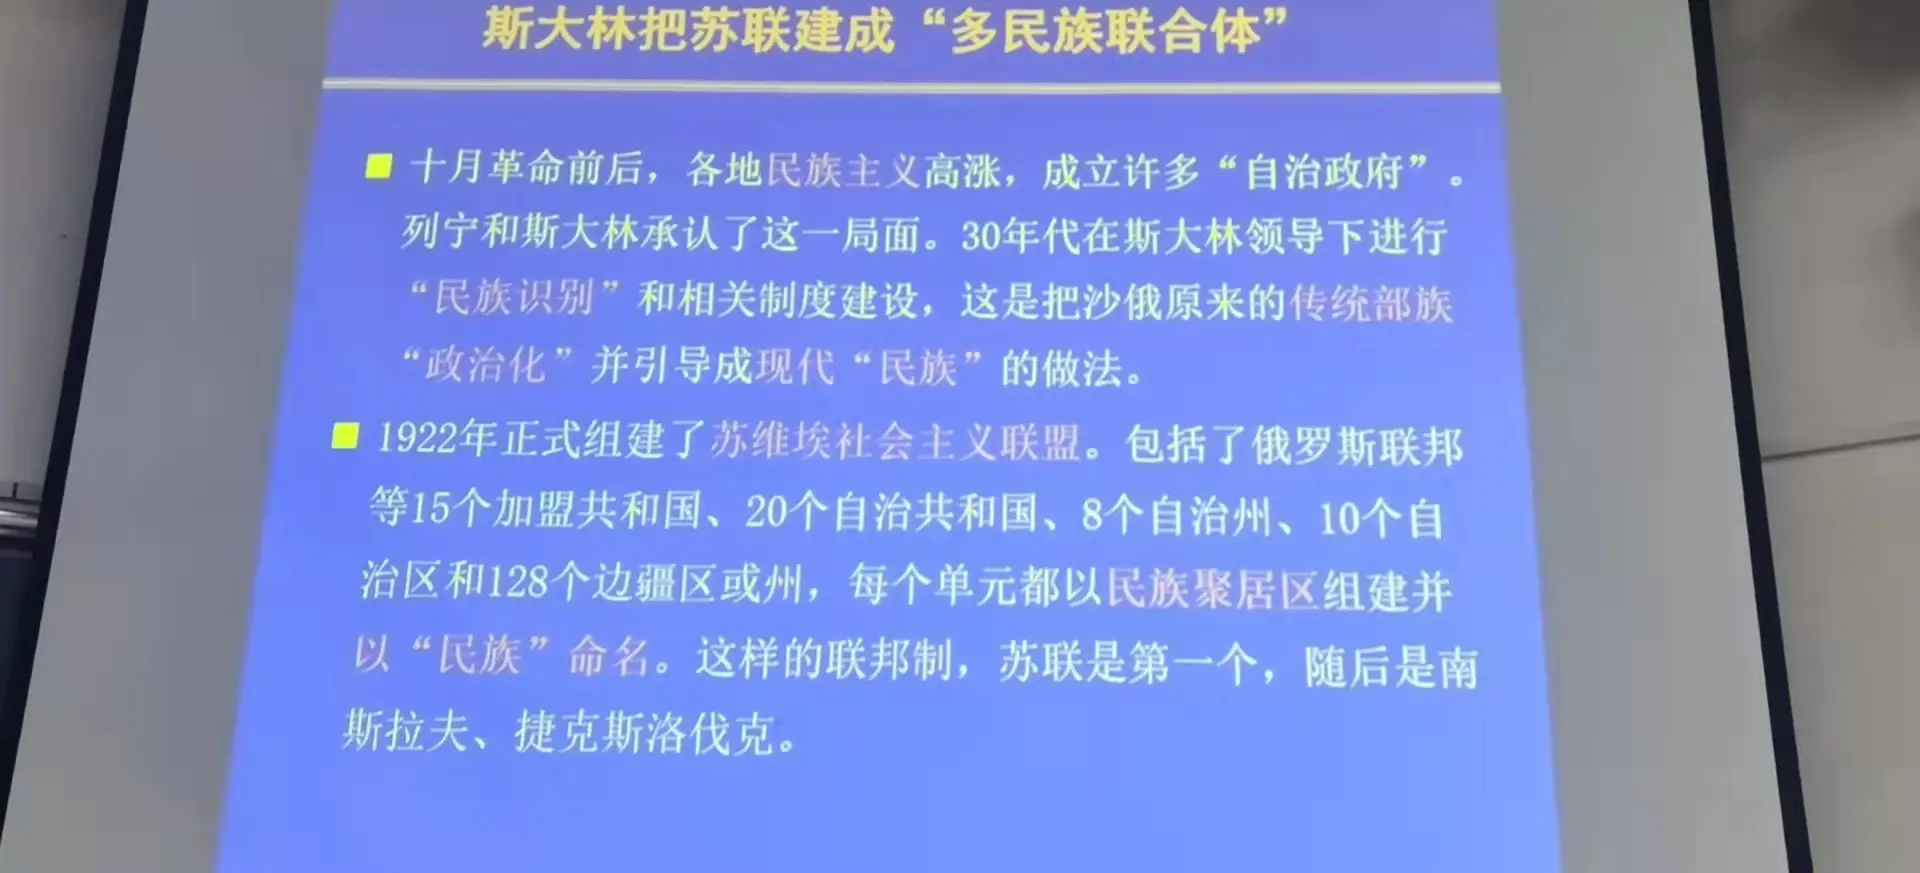 斯大林把苏联建成“多民族联合体”
■ 十月革命前后，各地民族主义高涨，成立许多“自治政府”。
列宁和斯大林承认了这一局面。30年代在斯大林领导下进行
“民族识别”和相关制度建设，这是把沙俄原来的传统部族
“政治化”并引导成现代“民族”的做法。
■ 1922年正式组建了苏维埃社会主义联盟。包括了俄罗斯联邦
等15个加盟共和国、20个自治共和国、8个自治州、10个自
治区和128个边疆区或州，每个单元都以民族聚居区组建并
以“民族”命名。这样的联邦制，苏联是第一个，随后是南
斯拉夫、捷克斯洛伐克。